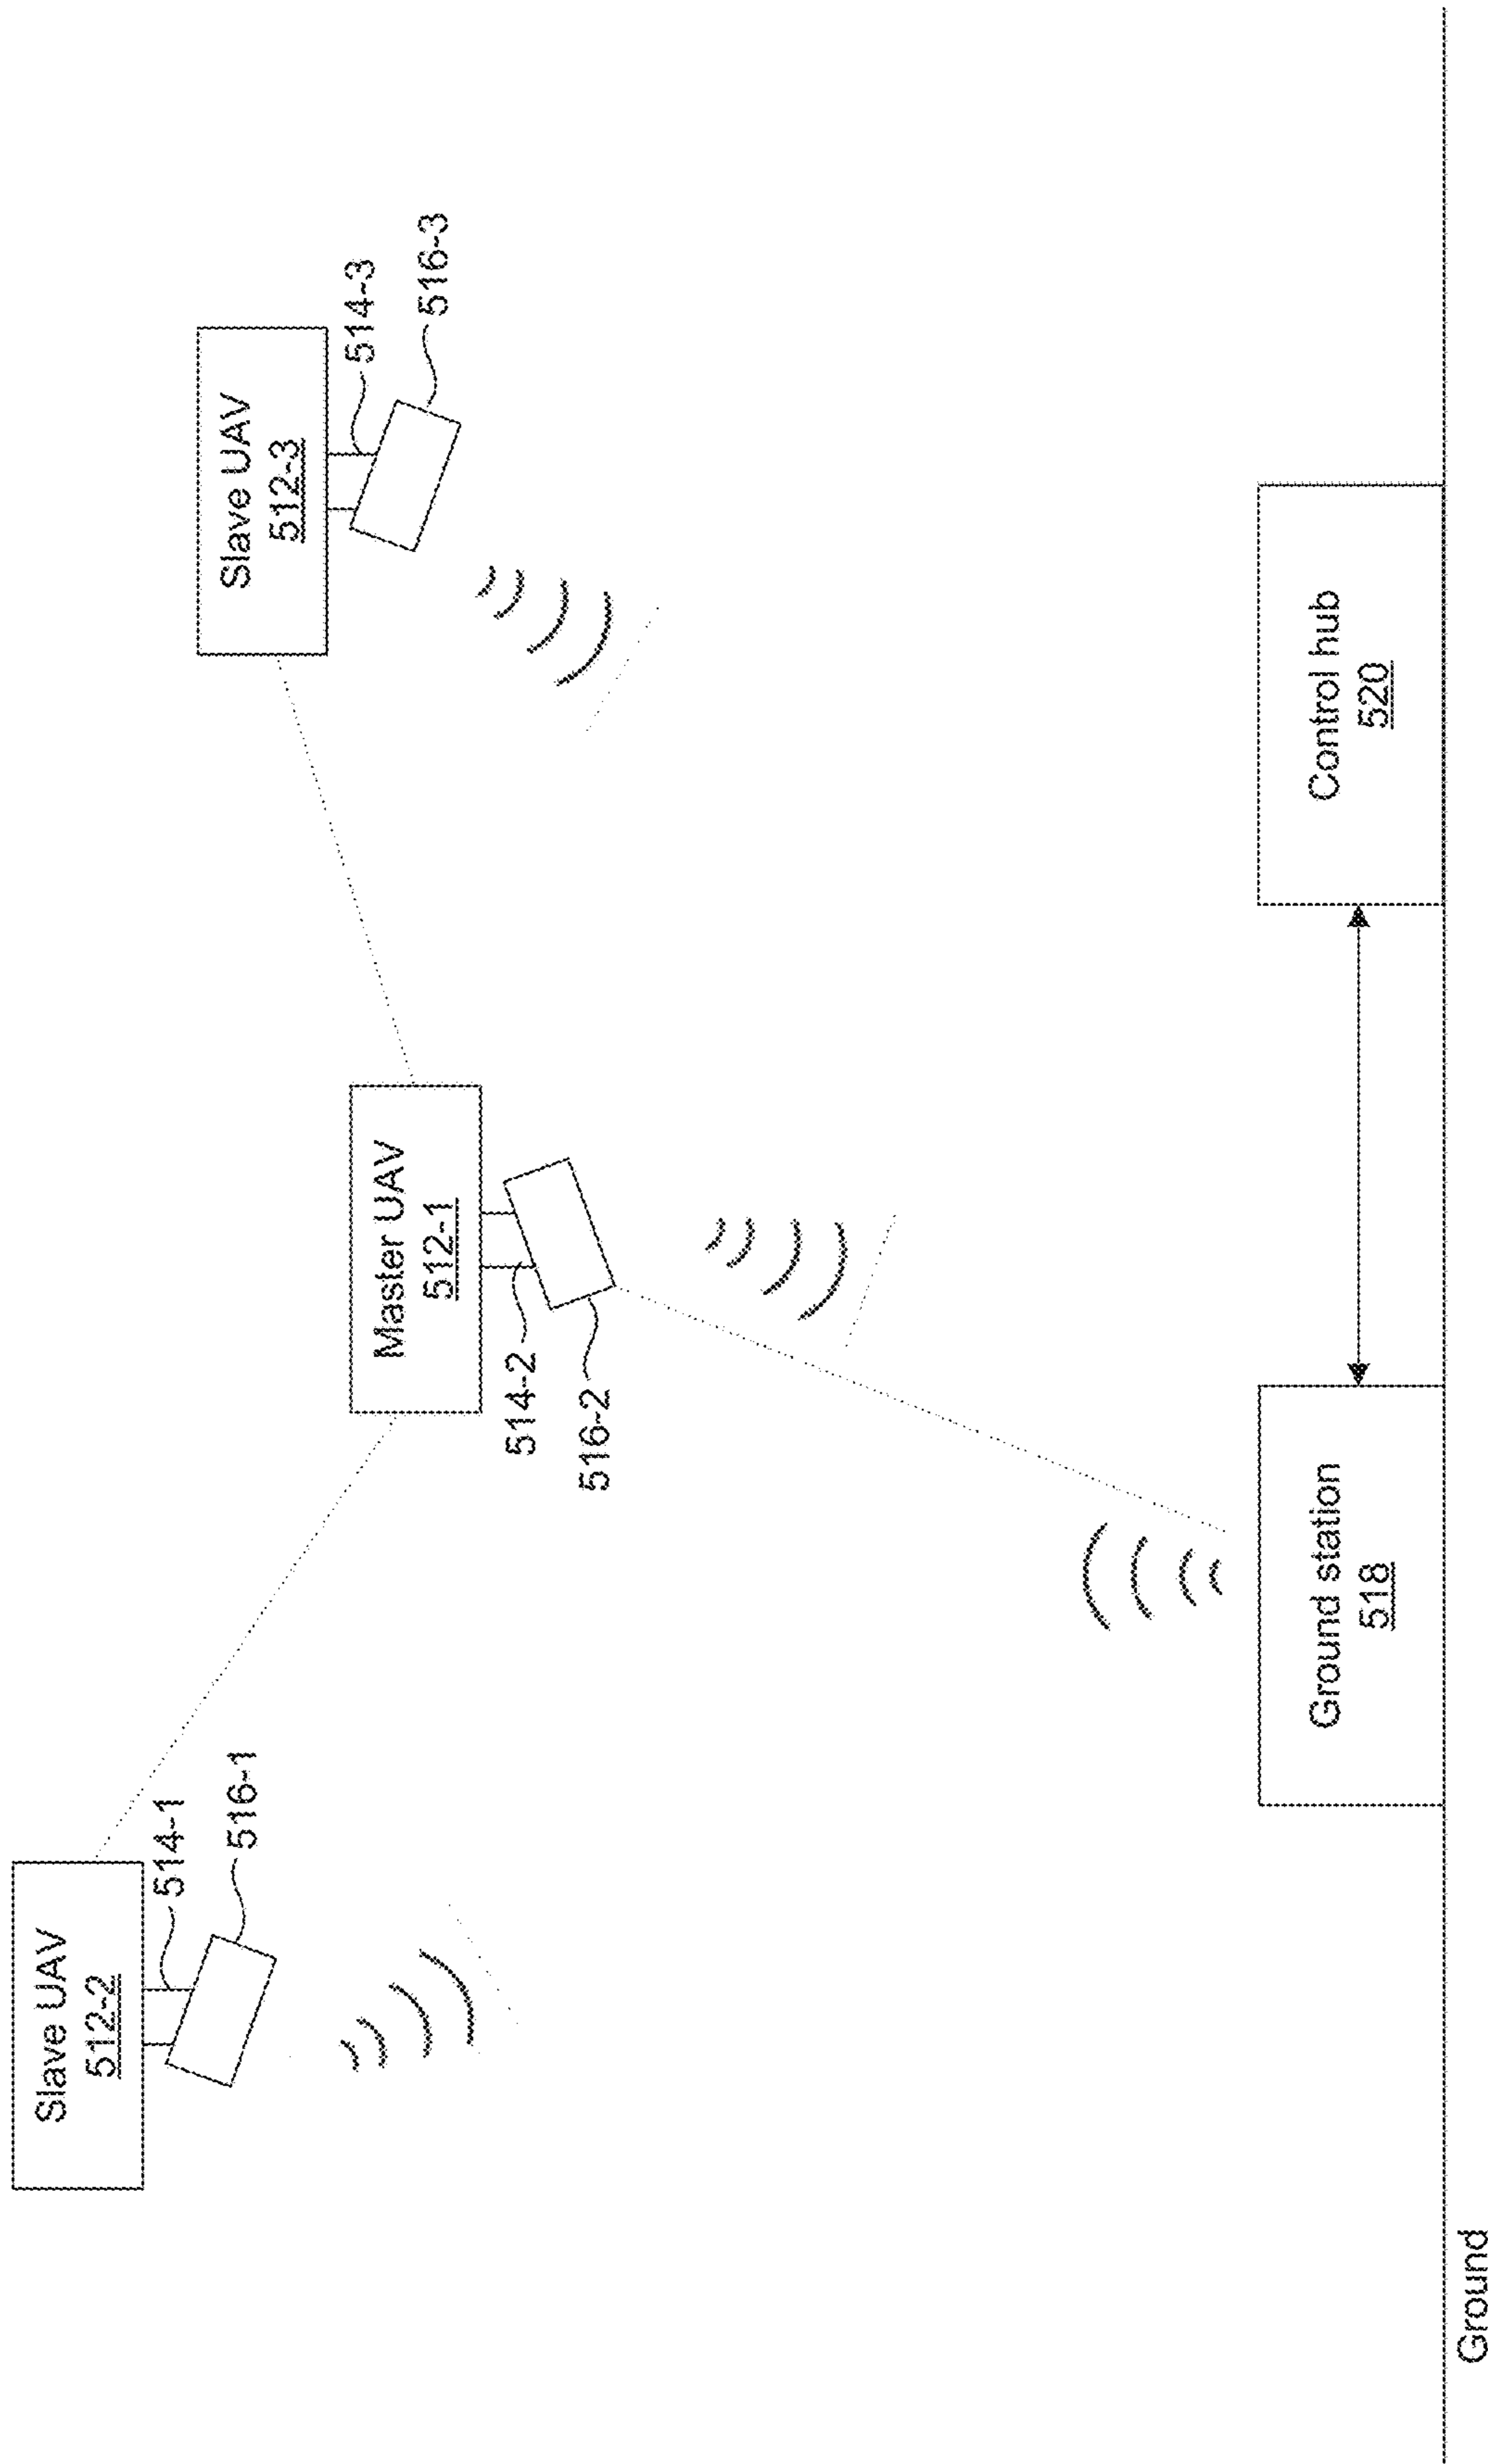 Slave UAV
512-2
514-1
516-1
Master UAV
512-1
514-2
516-2
Slave UAV
512-3
514-3
516-3
Ground station
518
Control hub
520
Ground